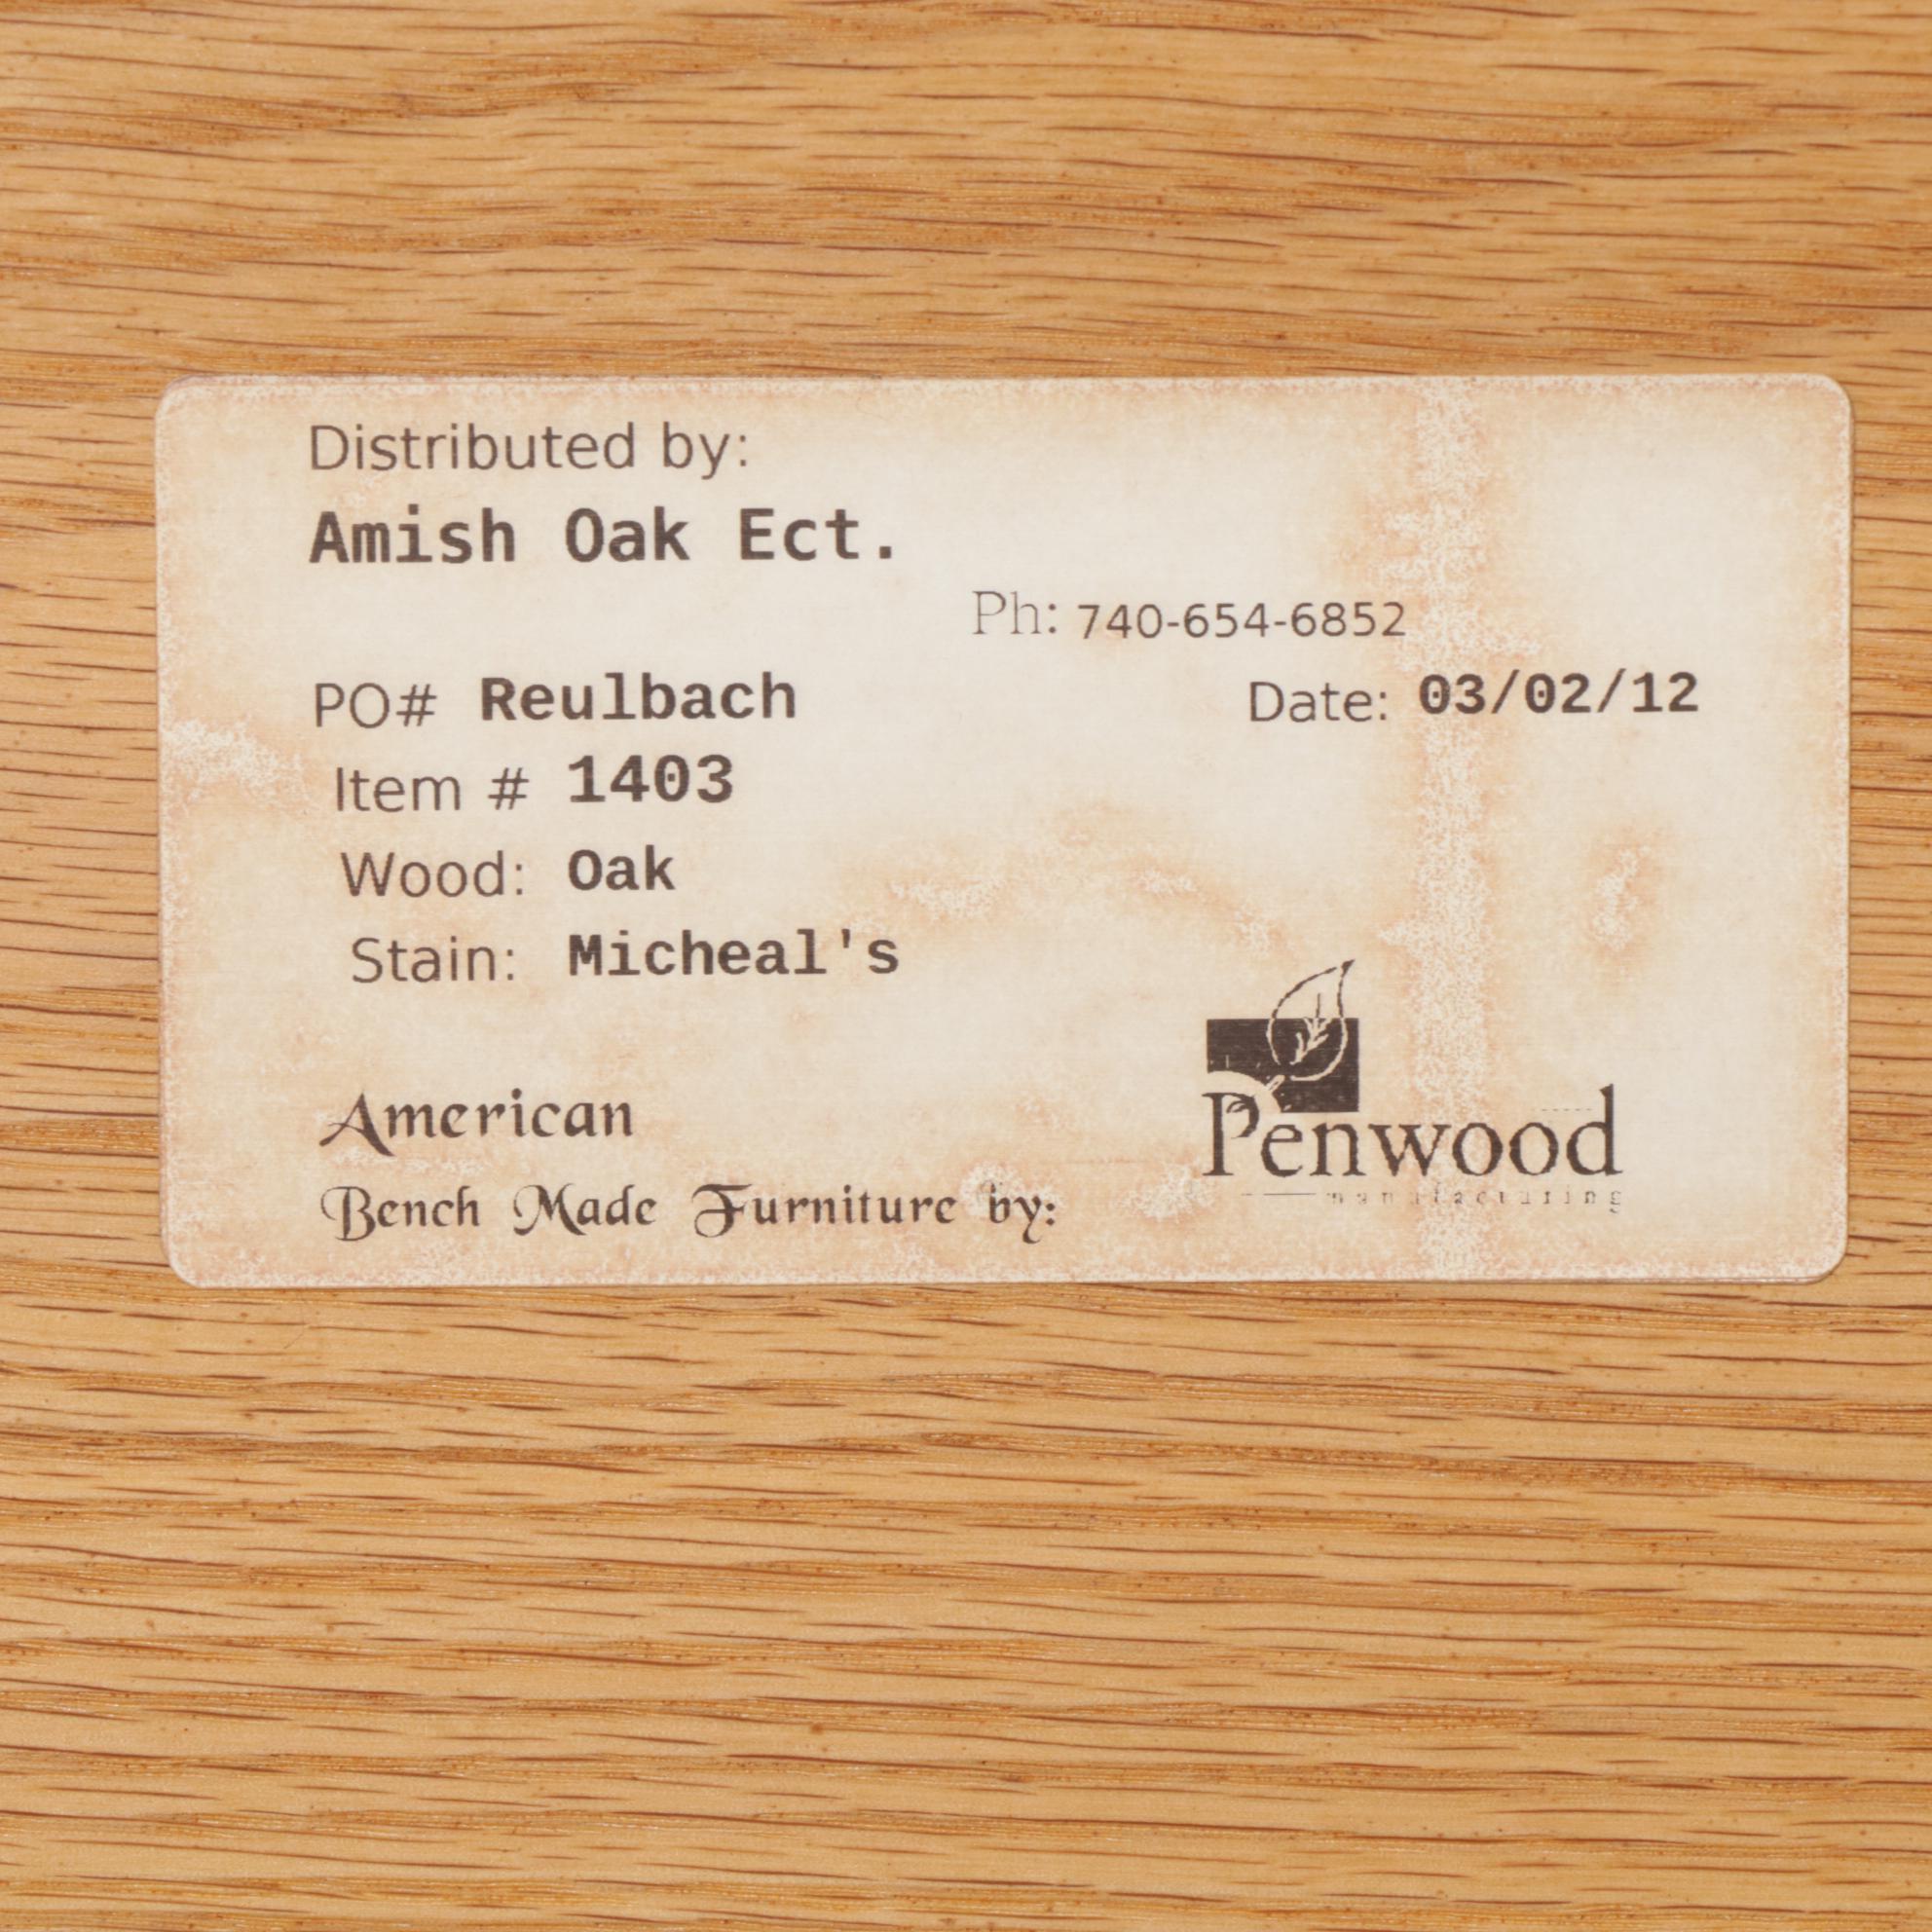 Distributed by:
Amish Oak Ect.
Ph: 740-654-6852
PO# Reulbach Date: 03/02/12
Item # 1403
Wood: Oak
Stain: Micheal's
American
Bench Made Furniture by:
Penwood
manufacturing